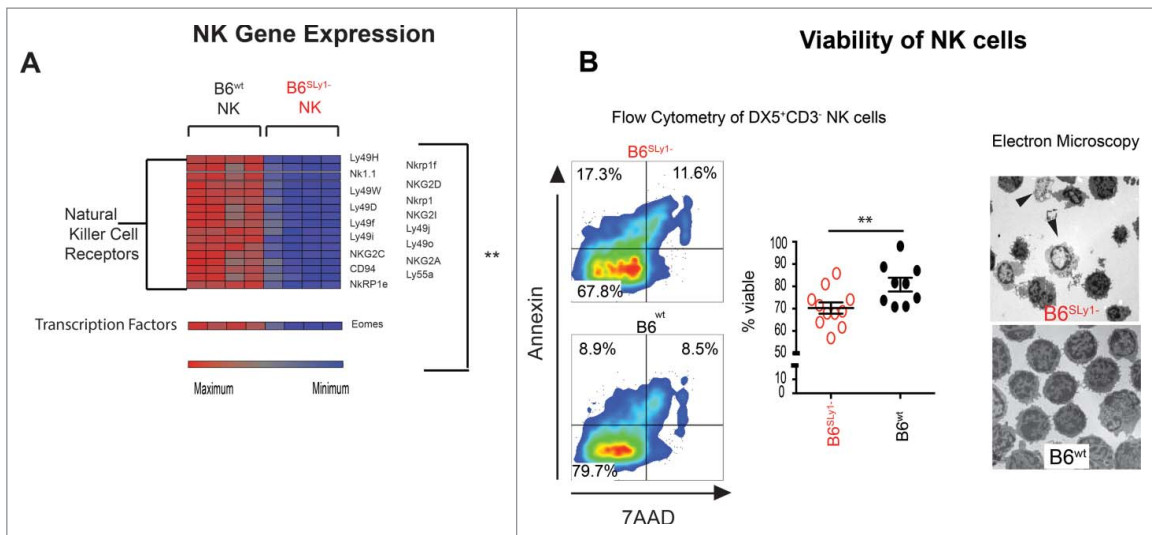 NK Gene Expression
A
B6wt
NK
B6SLy1-
NK
Natural
Killer Cell
Receptors
Ly49H
Nk1.1
Ly49W
Ly49D
Ly49f
Ly49i
NKG2C
CD94
NkRP1e
Nkrp1f
NKG2D
Nkrp1
NKG2I
Ly49j
Ly49o
NKG2A
Ly55a
**
Transcription Factors
Eomes
Maximum
Minimum
Viability of NK cells
B
Flow Cytometry of DX5+CD3- NK cells
B6SLy1-
17.3%
11.6%
67.8%
B6wt
8.9%
8.5%
79.7%
Annexin
7AAD
**
% viable
100
90
80
70
60
50
10
0
B6SLy1-
B6wt
Electron Microscopy
B6SLy1-
B6wt